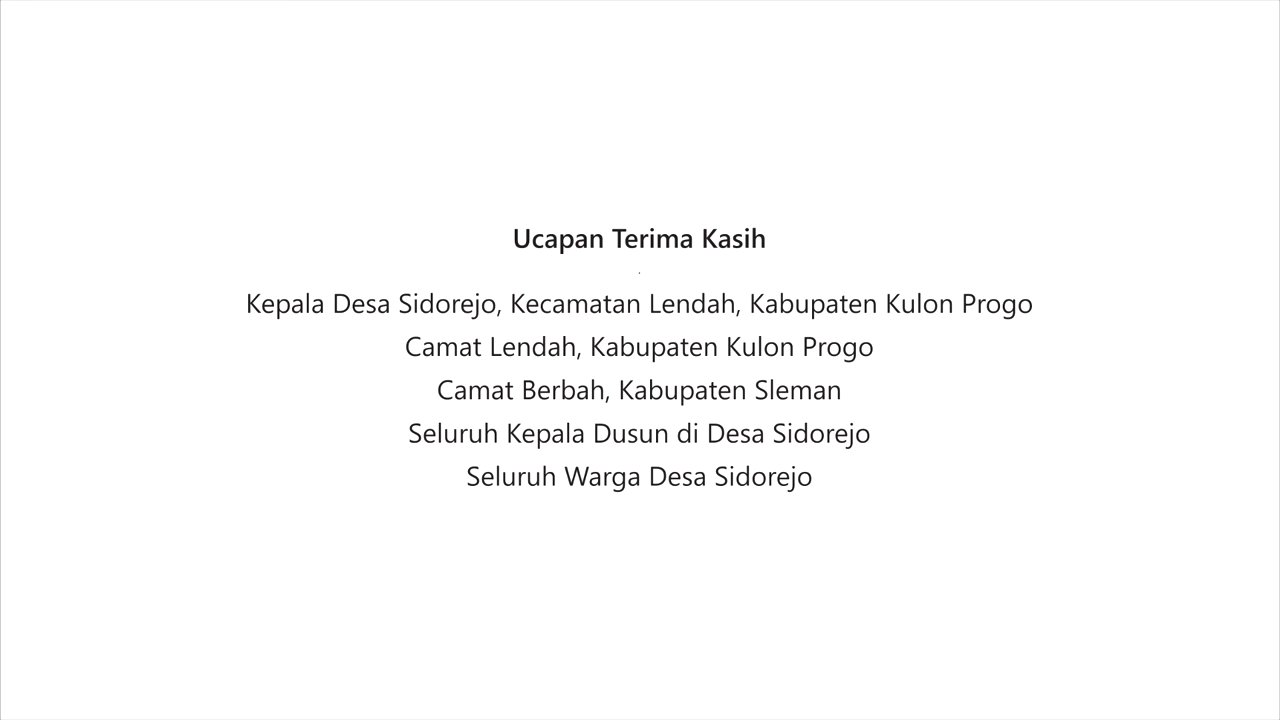 Ucapan Terima Kasih
.
Kepala Desa Sidorejo, Kecamatan Lendah, Kabupaten Kulon Progo
Camat Lendah, Kabupaten Kulon Progo
Camat Berbah, Kabupaten Sleman
Seluruh Kepala Dusun di Desa Sidorejo
Seluruh Warga Desa Sidorejo